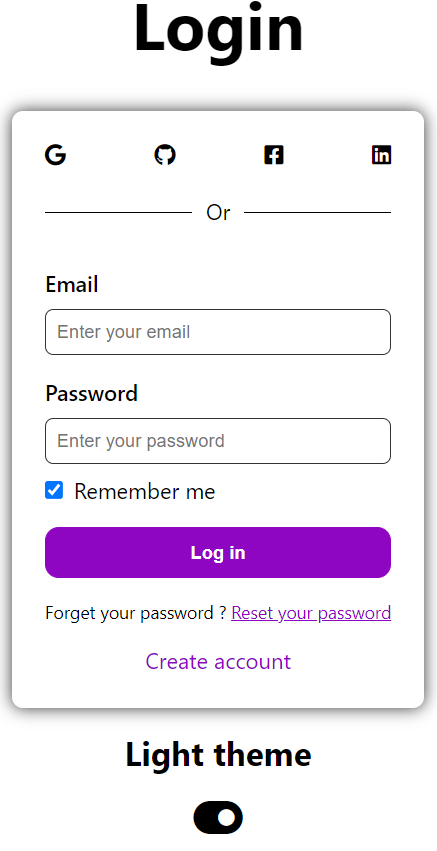 Login
Or
Email
Enter your email
Password
Enter your password
Remember me
Log in
Forget your password ? Reset your password
Create account
Light theme